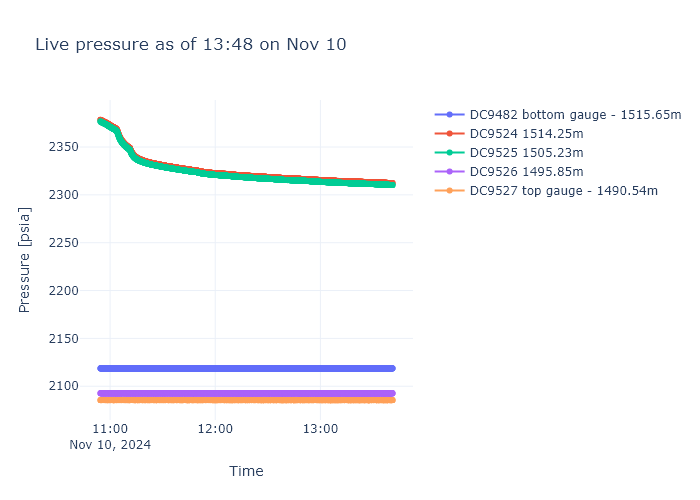 Live pressure as of 13:48 on Nov 10
DC9482 bottom gauge - 1515.65m
DC9524 1514.25m
DC9525 1505.23m
DC9526 1495.85m
DC9527 top gauge - 1490.54m
Pressure [psia]
2350
2300
2250
2200
2150
2100
11:00
Nov 10, 2024
12:00
13:00
Time